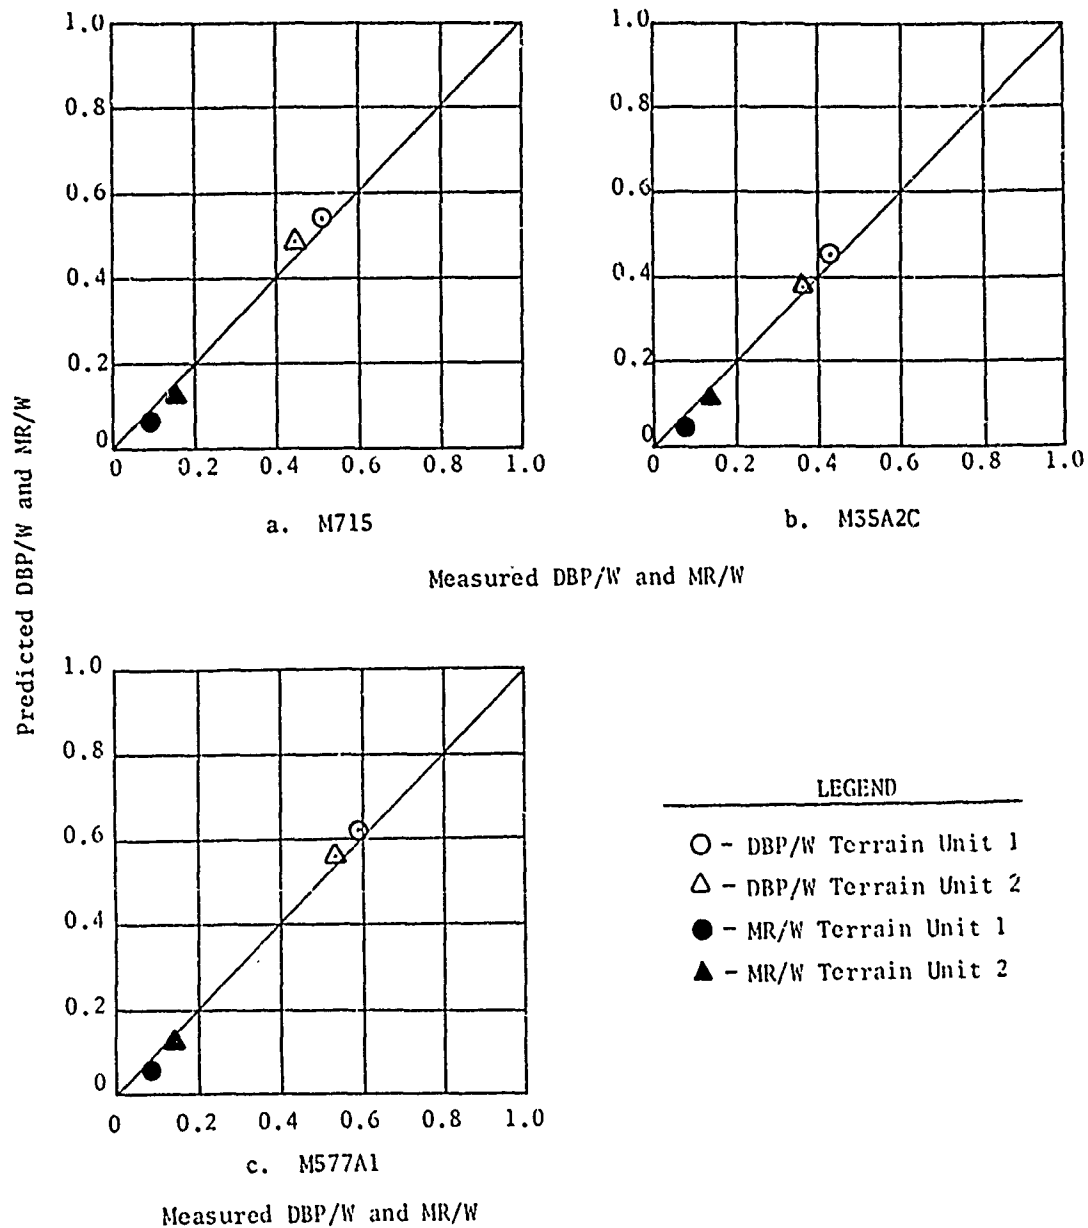 Predicted DBP/W and MR/W
1.0
0.8
0.6
0.4
0.2
0
0 0.2 0.4 0.6 0.8 1.0
a. M715
1.0
0.8
0.6
0.4
0.2
0
0 0.2 0.4 0.6 0.8 1.0
b. M35A2C
Measured DBP/W and MR/W
1.0
0.8
0.6
0.4
0.2
0
0 0.2 0.4 0.6 0.8 1.0
c. M577A1
Measured DBP/W and MR/W
LEGEND
○ - DBP/W Terrain Unit 1
△ - DBP/W Terrain Unit 2
● - MR/W Terrain Unit 1
▲ - MR/W Terrain Unit 2